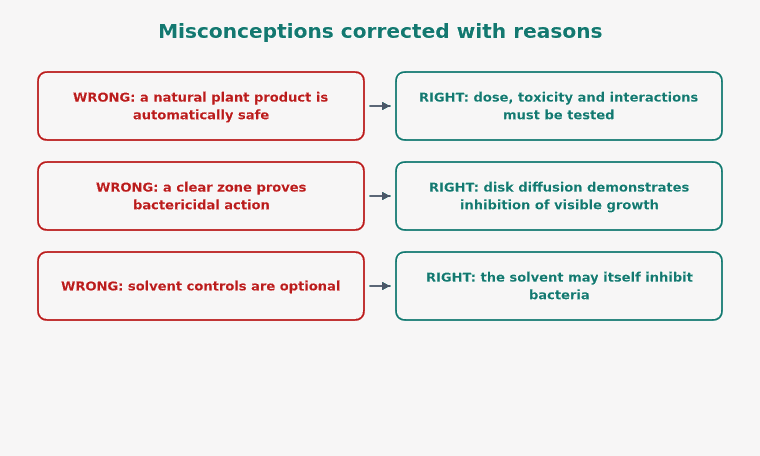 Misconceptions corrected with reasons
WRONG: a natural plant product is
automatically safe
RIGHT: dose, toxicity and interactions
must be tested
WRONG: a clear zone proves
bactericidal action
RIGHT: disk diffusion demonstrates
inhibition of visible growth
WRONG: solvent controls are optional
RIGHT: the solvent may itself inhibit
bacteria